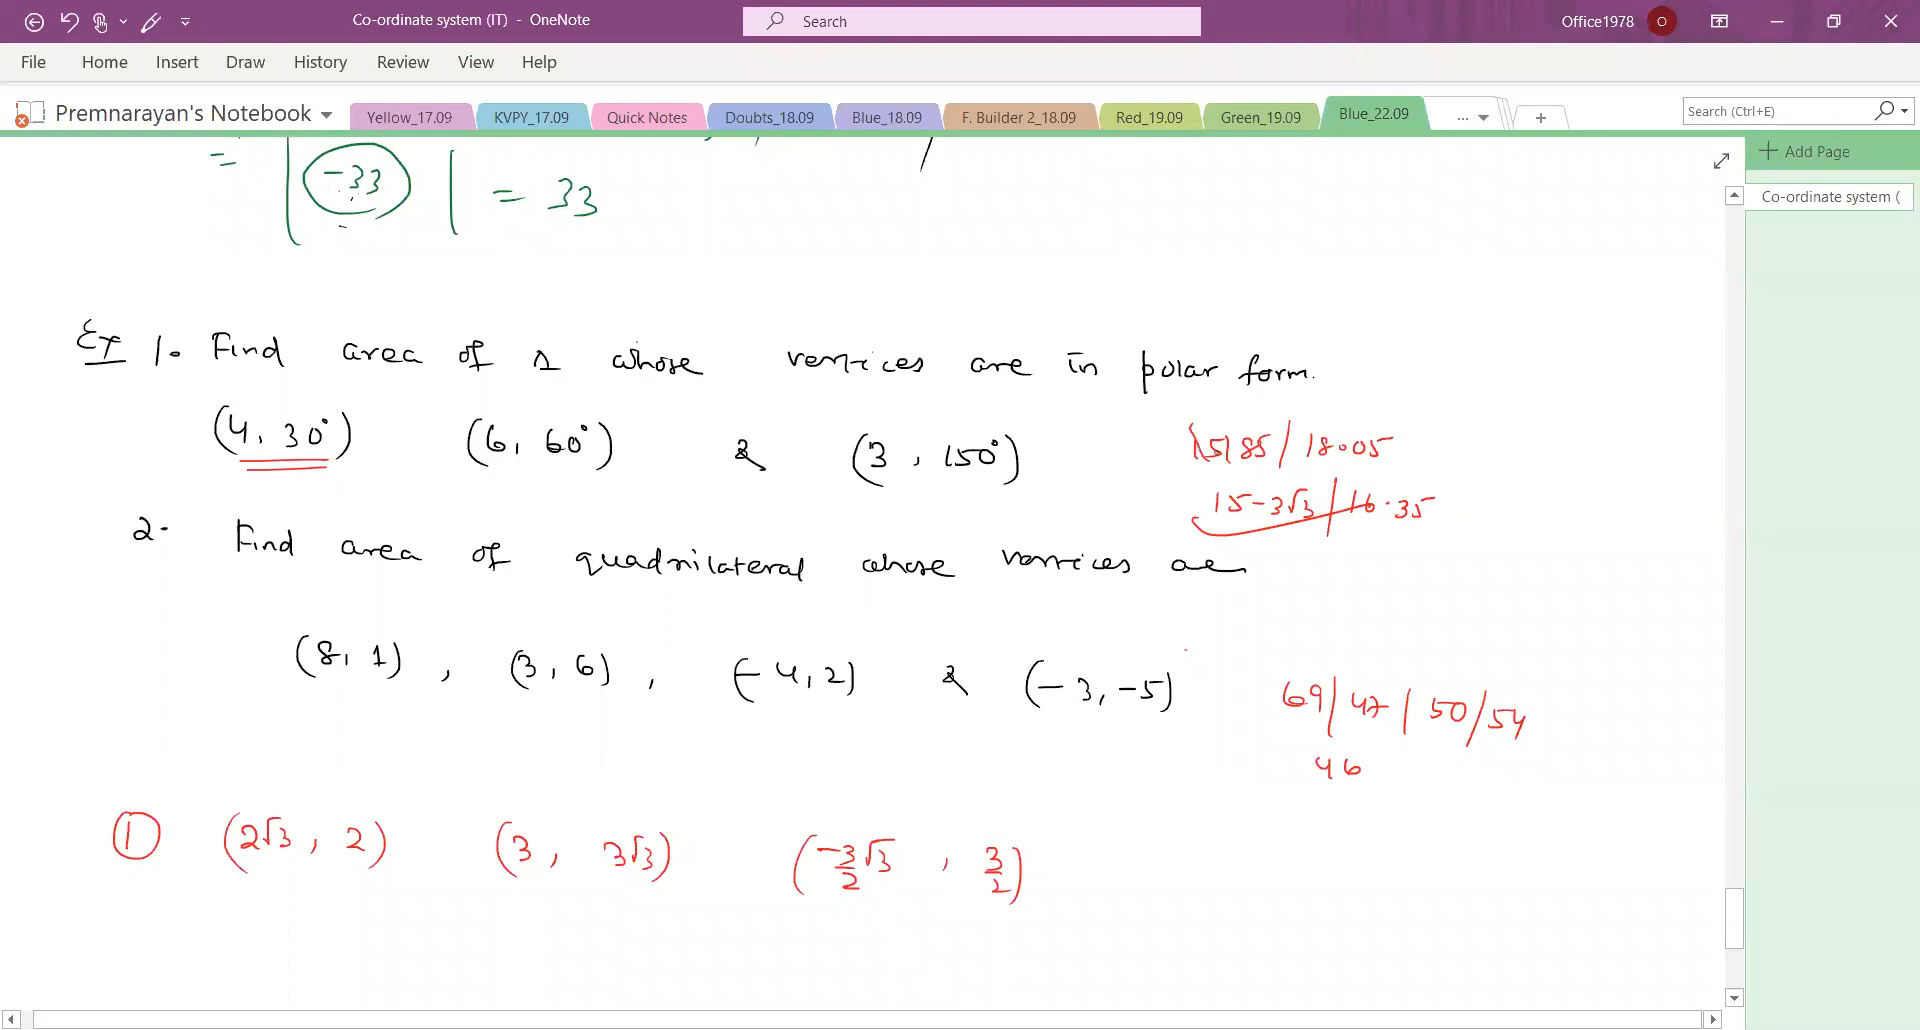 Co-ordinate system (IT) - OneNote
Search
Office1978
O
File Home Insert Draw History Review View Help
Premnarayan's Notebook
Yellow_17.09 KVPY_17.09 Quick Notes Doubts_18.09 Blue_18.09 F. Builder 2_18.09 Red_19.09 Green_19.09 Blue_22.09 ... +
Search (Ctrl+E)
+ Add Page
Co-ordinate system (
= | -33 | = 33
Ex 1. Find area of Δ whose vertices are in polar form.
(4, 30°) (6, 60°) & (3, 150°)
15/85/18.05
15-3√3/16.35
2. Find area of quadrilateral whose vertices are
(8, 1), (3, 6), (-4, 2) & (-3, -5)
69/47/50/54
46
① (2√3, 2) (3, 3√3) (-3/2 √3, 3/2)